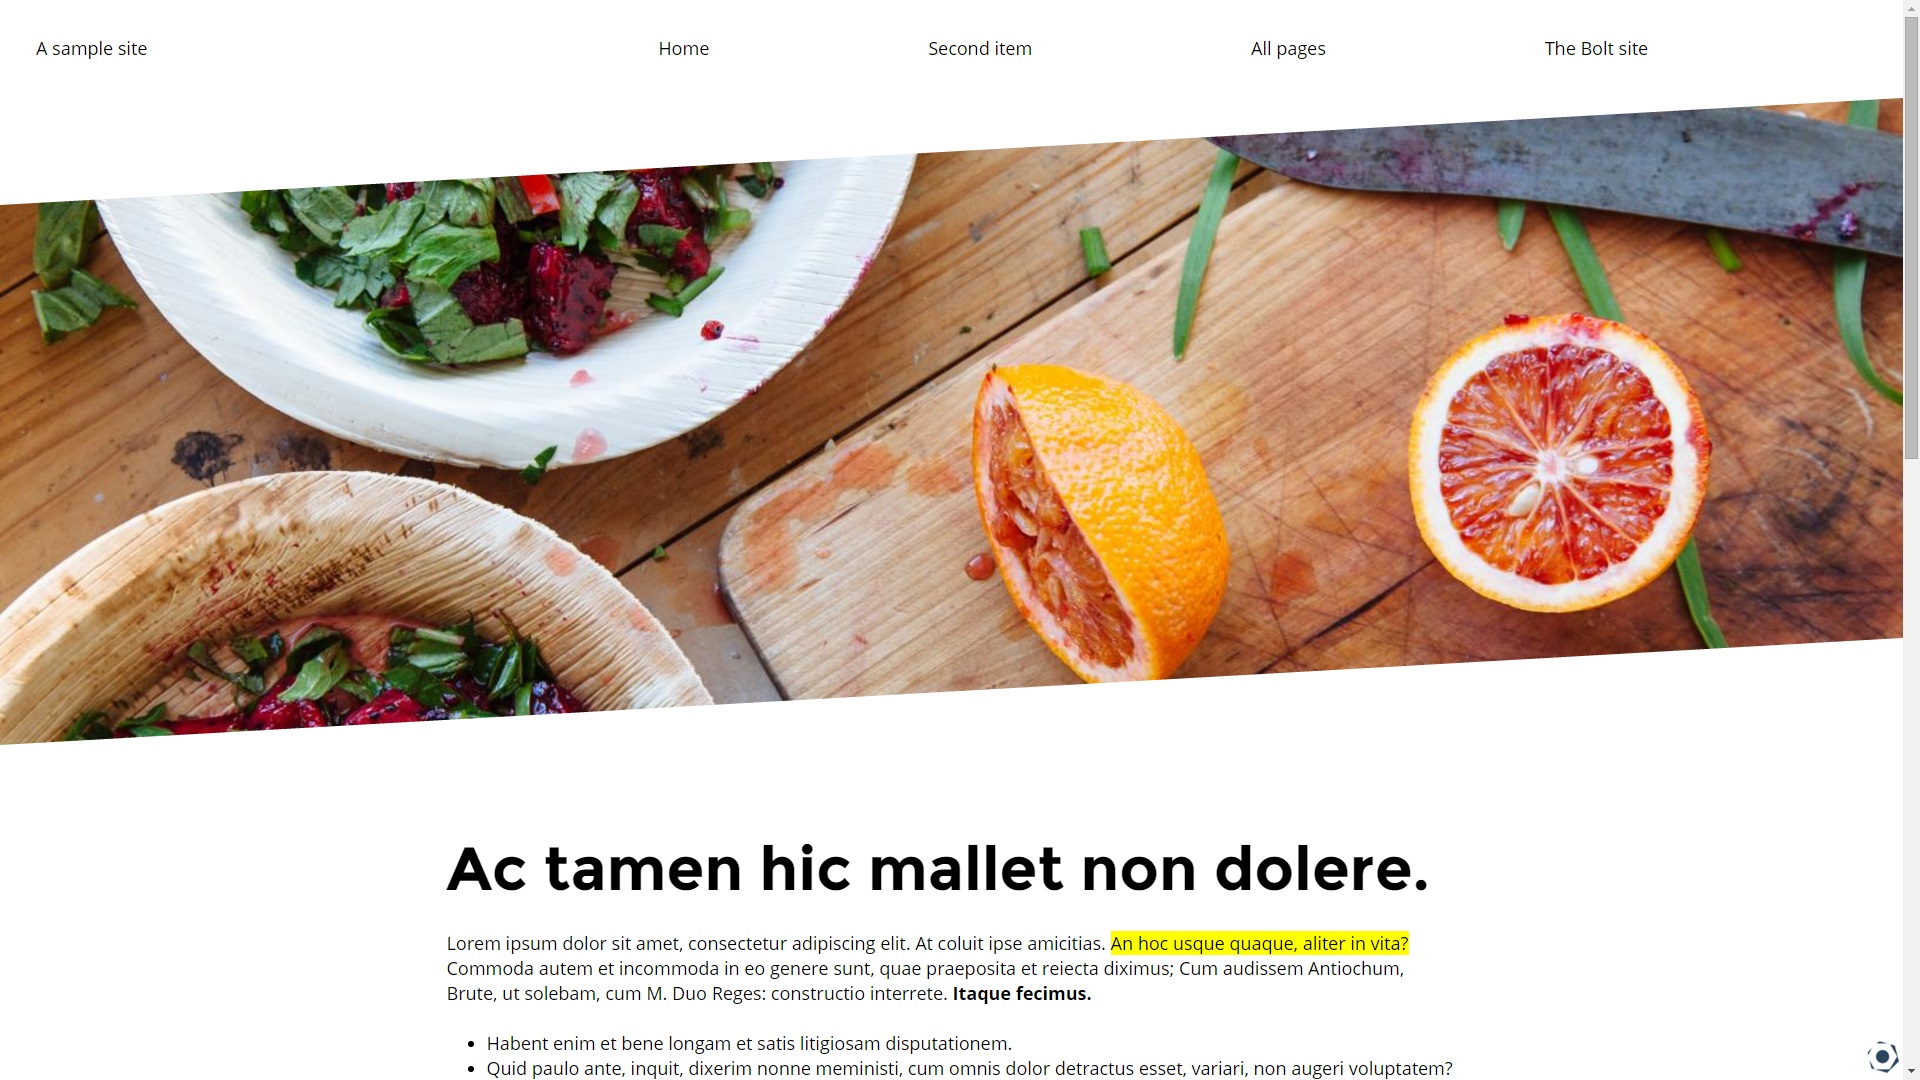 A sample site
Home
Second item
All pages
The Bolt site
Ac tamen hic mallet non dolere.
Lorem ipsum dolor sit amet, consectetur adipiscing elit. At coluit ipse amicitias. An hoc usque quaque, aliter in vita?
Commoda autem et incommoda in eo genere sunt, quae praeposita et reiecta diximus; Cum audissem Antiochum,
Brute, ut solebam, cum M. Duo Reges: constructio interrete. Itaque fecimus.
Habent enim et bene longam et satis litigiosam disputationem.
Quid paulo ante, inquit, dixerim nonne meministi, cum omnis dolor detractus esset, variari, non augeri voluptatem?